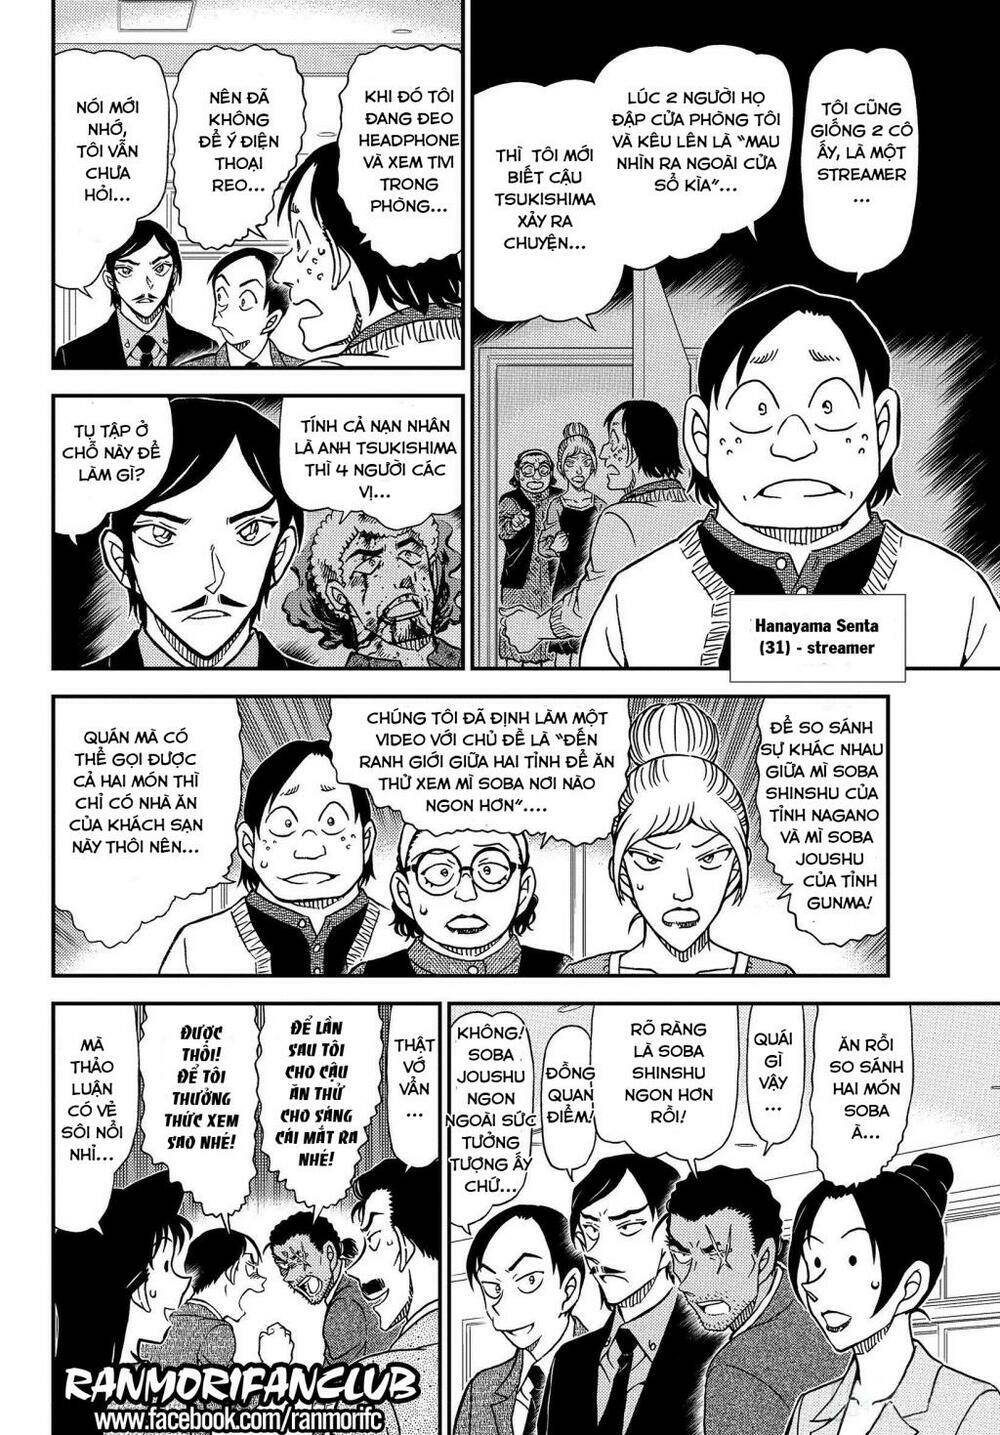 TÔI CŨNG
GIỐNG 2 CÔ
ẤY, LÀ MỘT
STREAMER
...
LÚC 2 NGƯỜI HỌ
ĐẬP CỬA PHÒNG TÔI
VÀ KÊU LÊN LÀ "MAU
NHÌN RA NGOÀI CỬA
SỔ KÌA"...
THÌ TÔI MỚI
BIẾT CẬU
TSUKISHIMA
XẢY RA
CHUYỆN...
Hanayama Senta
(31) - streamer
KHI ĐÓ TÔI
ĐANG ĐEO
HEADPHONE
VÀ XEM TIVI
TRONG
PHÒNG...
NÊN ĐÃ
KHÔNG
ĐỂ Ý ĐIỆN
THOẠI
REO...
NÓI MỚI
NHỚ,
TÔI VẪN
CHƯA
HỎI...
TÍNH CẢ NẠN NHÂN
LÀ ANH TSUKISHIMA
THÌ 4 NGƯỜI CÁC
VỊ...
TỤ TẬP Ở
CHỖ NÀY ĐỂ
LÀM GÌ?
ĐỂ SO SÁNH
SỰ KHÁC NHAU
GIỮA MÌ SOBA
SHINSHU CỦA
TỈNH NAGANO
VÀ MÌ SOBA
JOUSHU
CỦA TỈNH
GUNMA!
CHÚNG TÔI ĐÃ ĐỊNH LÀM MỘT
VIDEO VỚI CHỦ ĐỀ LÀ "ĐẾN
RANH GIỚI GIỮA HAI TỈNH ĐỂ ĂN
THỬ XEM MÌ SOBA NƠI NÀO
NGON HƠN"....
QUÁN MÀ CÓ
THỂ GỌI ĐƯỢC
CẢ HAI MÓN THÌ
CHỈ CÓ NHÀ ĂN
CỦA KHÁCH SẠN
NÀY THÔI NÊN...
ĂN RỒI
SO SÁNH
HAI MÓN
SOBA
À...
QUÁI
GÌ
VẬY
...
RÕ RÀNG
LÀ SOBA
SHINSHU
NGON HƠN
RỒI!
ĐỒNG
QUAN
ĐIỂM!
KHÔNG!
SOBA
JOUSHU
NGON
NGOÀI SỨC
TƯỞNG
TƯỢNG ẤY
CHỨ...
THẬT
VỚ
VẨN
...
ĐỂ LẦN
SAU TÔI
CHO CẬU
ĂN THỬ
CHO SÁNG
CÁI MẮT RA
NHÉ!
ĐƯỢC
THÔI!
ĐỂ TÔI
THƯỞNG
THỨC XEM
SAO NHÉ!
MÀ
THẢO
LUẬN
CÓ VẺ
SÔI NỔI
NHỈ...
RANMORIFANCLUB
www.facebook.com/ranmorifc